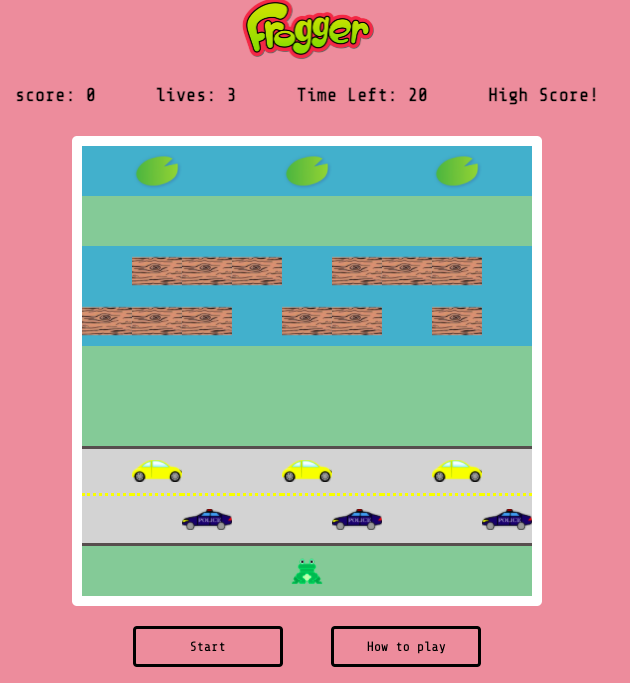 Frogger
score: 0 lives: 3 Time Left: 20 High Score!
POLICE POLICE POLICE
Start How to play